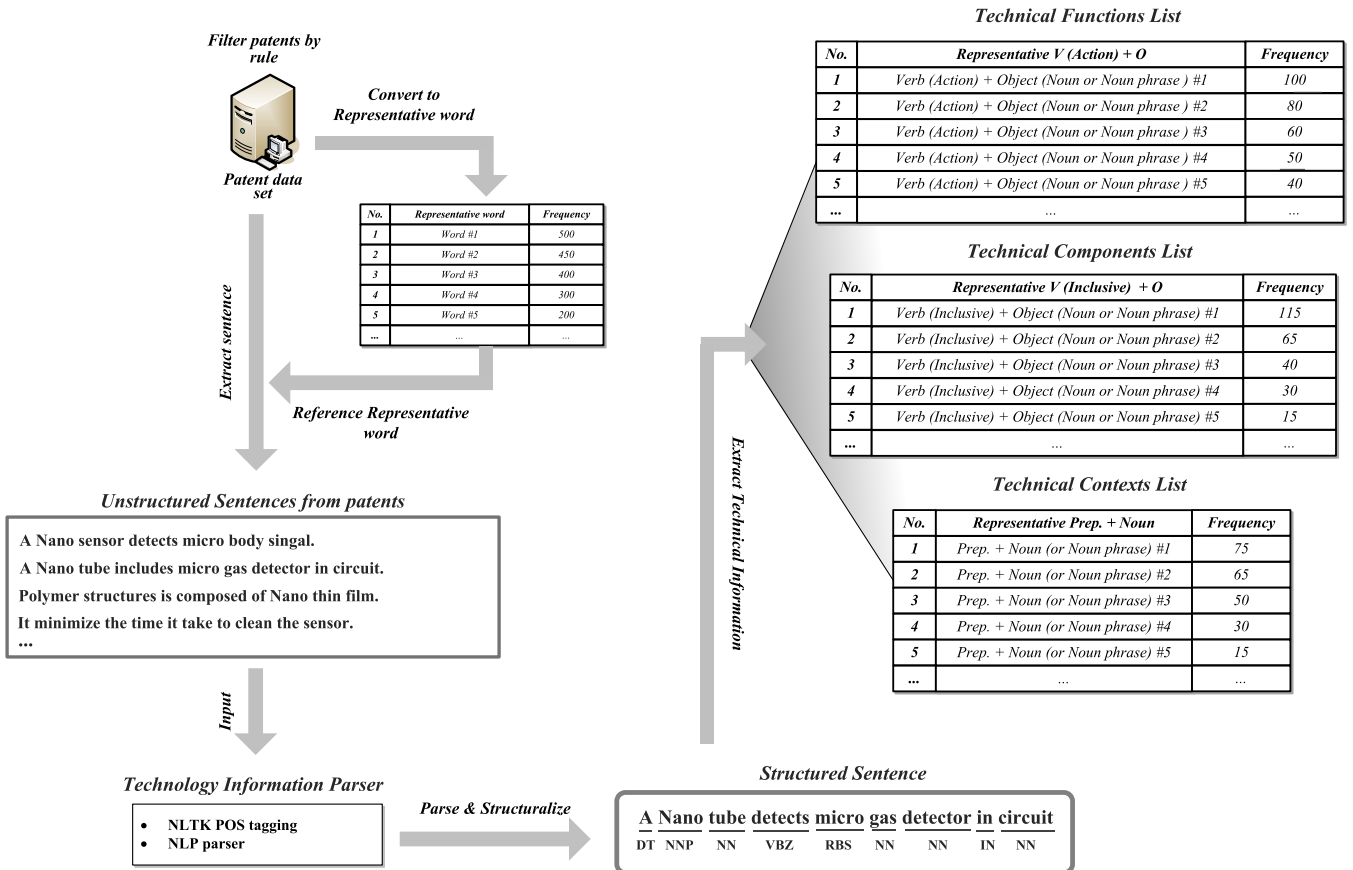 Filter patents by
rule
Patent data
set
Convert to
Representative word
No. Representative word Frequency
1 Word #1 500
2 Word #2 450
3 Word #3 400
4 Word #4 300
5 Word #5 200
... ... ...
Extract sentence
Reference Representative
word
Unstructured Sentences from patents
A Nano sensor detects micro body singal.
A Nano tube includes micro gas detector in circuit.
Polymer structures is composed of Nano thin film.
It minimize the time it take to clean the sensor.
...
Input
Technology Information Parser
• NLTK POS tagging
• NLP parser
Parse & Structuralize
Structured Sentence
A Nano tube detects micro gas detector in circuit
DT NNP NN VBZ RBS NN NN IN NN
Extract Technical Information
Technical Functions List
No. Representative V (Action) + O Frequency
1 Verb (Action) + Object (Noun or Noun phrase ) #1 100
2 Verb (Action) + Object (Noun or Noun phrase ) #2 80
3 Verb (Action) + Object (Noun or Noun phrase ) #3 60
4 Verb (Action) + Object (Noun or Noun phrase ) #4 50
5 Verb (Action) + Object (Noun or Noun phrase ) #5 40
... ... ...
Technical Components List
No. Representative V (Inclusive) + O Frequency
1 Verb (Inclusive) + Object (Noun or Noun phrase) #1 115
2 Verb (Inclusive) + Object (Noun or Noun phrase) #2 65
3 Verb (Inclusive) + Object (Noun or Noun phrase) #3 40
4 Verb (Inclusive) + Object (Noun or Noun phrase) #4 30
5 Verb (Inclusive) + Object (Noun or Noun phrase) #5 15
... ... ...
Technical Contexts List
No. Representative Prep. + Noun Frequency
1 Prep. + Noun (or Noun phrase) #1 75
2 Prep. + Noun (or Noun phrase) #2 65
3 Prep. + Noun (or Noun phrase) #3 50
4 Prep. + Noun (or Noun phrase) #4 30
5 Prep. + Noun (or Noun phrase) #5 15
... ... ...